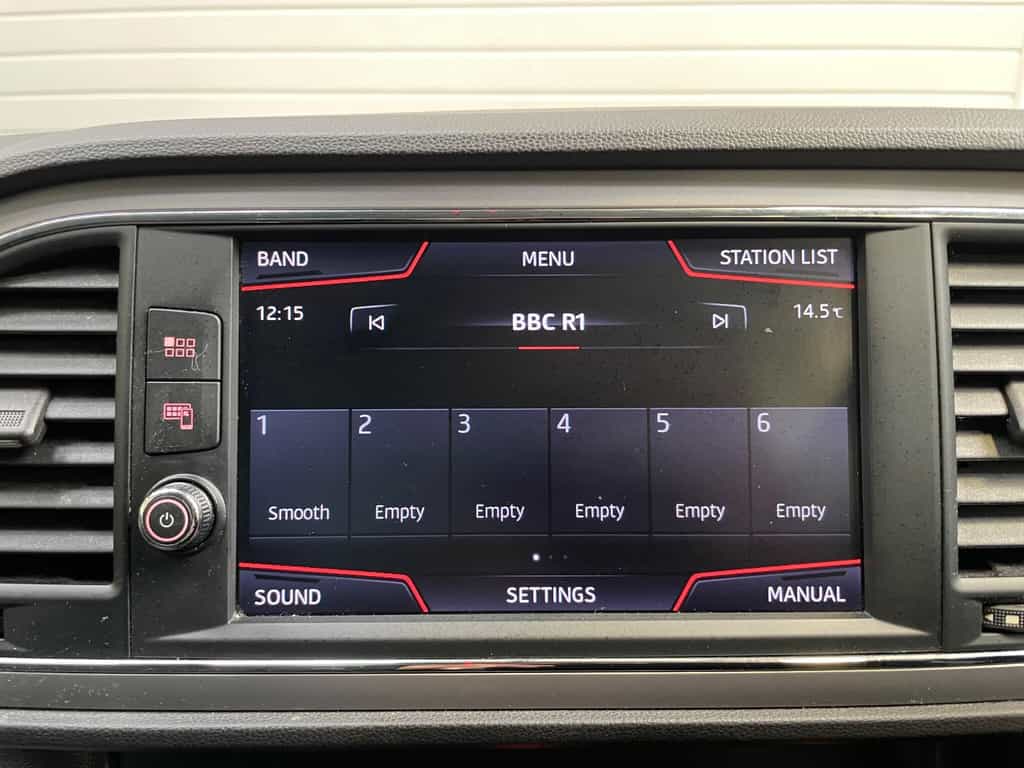 BAND MENU STATION LIST
12:15 BBC R1 14.5°C
1 2 3 4 5 6
Smooth Empty Empty Empty Empty Empty
SOUND SETTINGS MANUAL